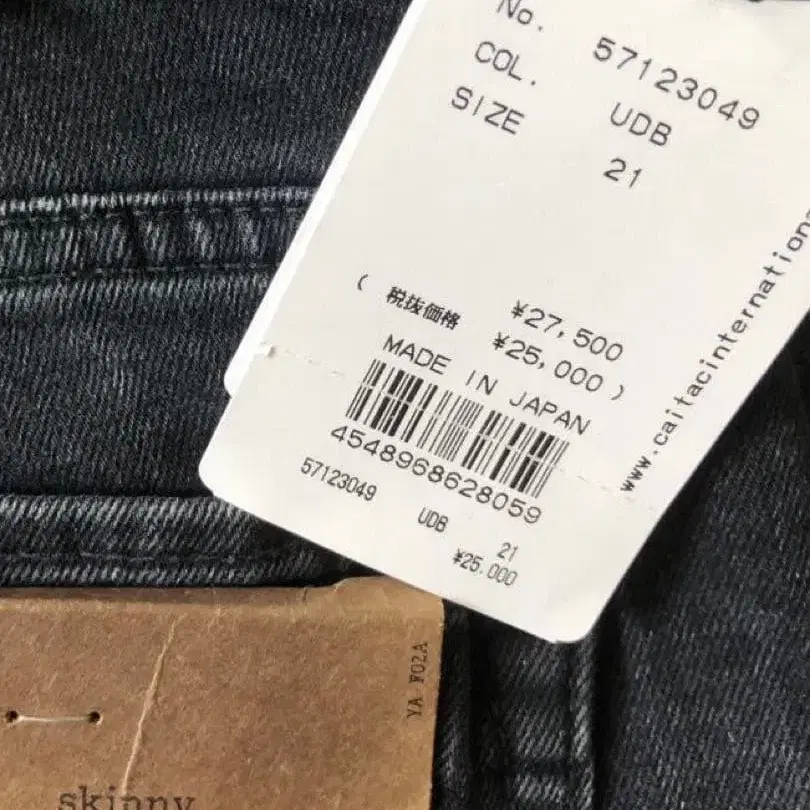 No. 57123049
COL. UDB
SIZE 21
¥27,500
( 税抜価格 ¥25,000 )
MADE IN JAPAN
4548968628059
57123049 UDB 21
¥25,000
www.caitacinternation
YA F02A
skinny